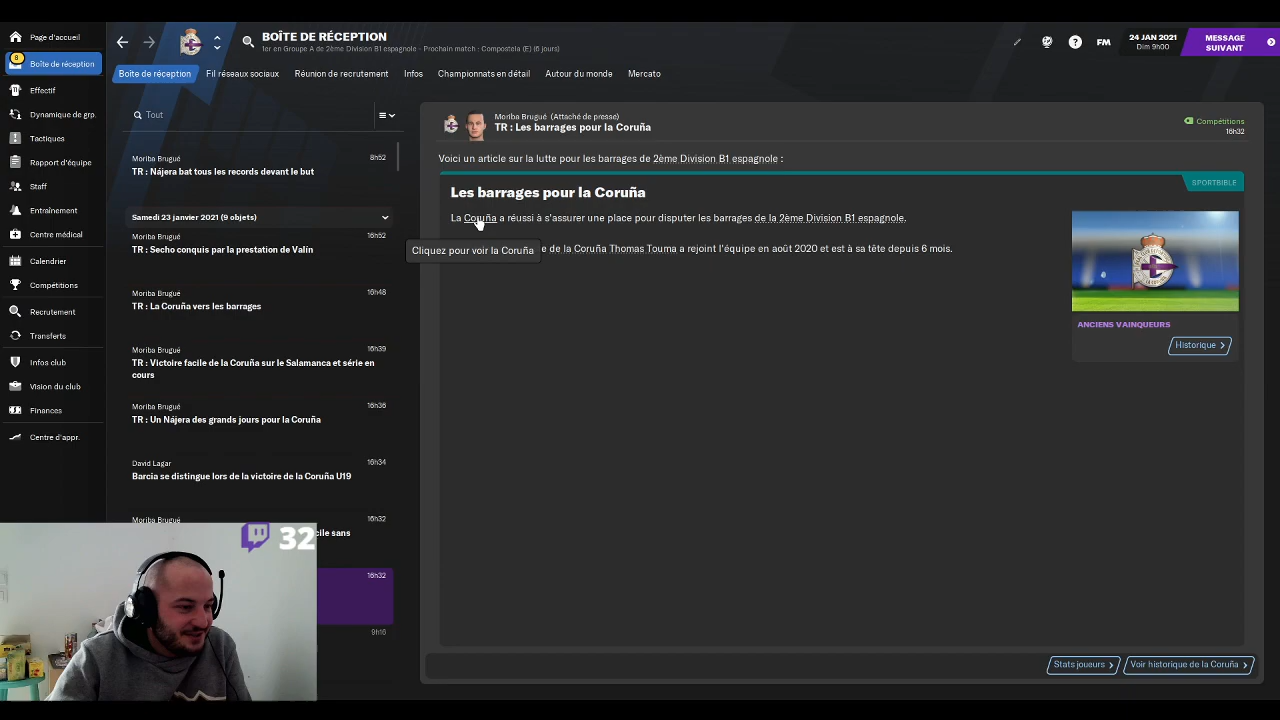 Page d'accueil
8
Boîte de réception
Effectif
Dynamique de grp.
Tactiques
Rapport d'équipe
Staff
Entraînement
Centre médical
Calendrier
Compétitions
Recrutement
Transferts
Infos club
Vision du club
Finances
Centre d'appr.
BOÎTE DE RÉCEPTION
1er en Groupe A de 2ème Division B1 espagnole - Prochain match : Compostela (E) (6 jours)
FM
24 JAN 2021
Dim 9h00
MESSAGE
SUIVANT
Boîte de réception
Fil réseaux sociaux
Réunion de recrutement
Infos
Championnats en détail
Autour du monde
Mercato
Tout
Moriba Brugué 8h52
TR : Nájera bat tous les records devant le but
Samedi 23 janvier 2021 (9 objets)
Moriba Brugué 16h52
TR : Secho conquis par la prestation de Valín
Moriba Brugué 16h48
TR : La Coruña vers les barrages
Moriba Brugué 16h39
TR : Victoire facile de la Coruña sur le Salamanca et série en
cours
Moriba Brugué 16h36
TR : Un Nájera des grands jours pour la Coruña
David Lagar 16h34
Barcia se distingue lors de la victoire de la Coruña U19
Moriba Brugué 16h32
cile sans
16h32
9h16
32
Moriba Brugué (Attaché de presse)
TR : Les barrages pour la Coruña
Compétitions
16h32
Voici un article sur la lutte pour les barrages de 2ème Division B1 espagnole :
SPORTBIBLE
Les barrages pour la Coruña
La Coruña a réussi à s'assurer une place pour disputer les barrages de la 2ème Division B1 espagnole.
Cliquez pour voir la Coruña
e de la Coruña Thomas Touma a rejoint l'équipe en août 2020 et est à sa tête depuis 6 mois.
ANCIENS VAINQUEURS
Historique
Stats joueurs
Voir historique de la Coruña